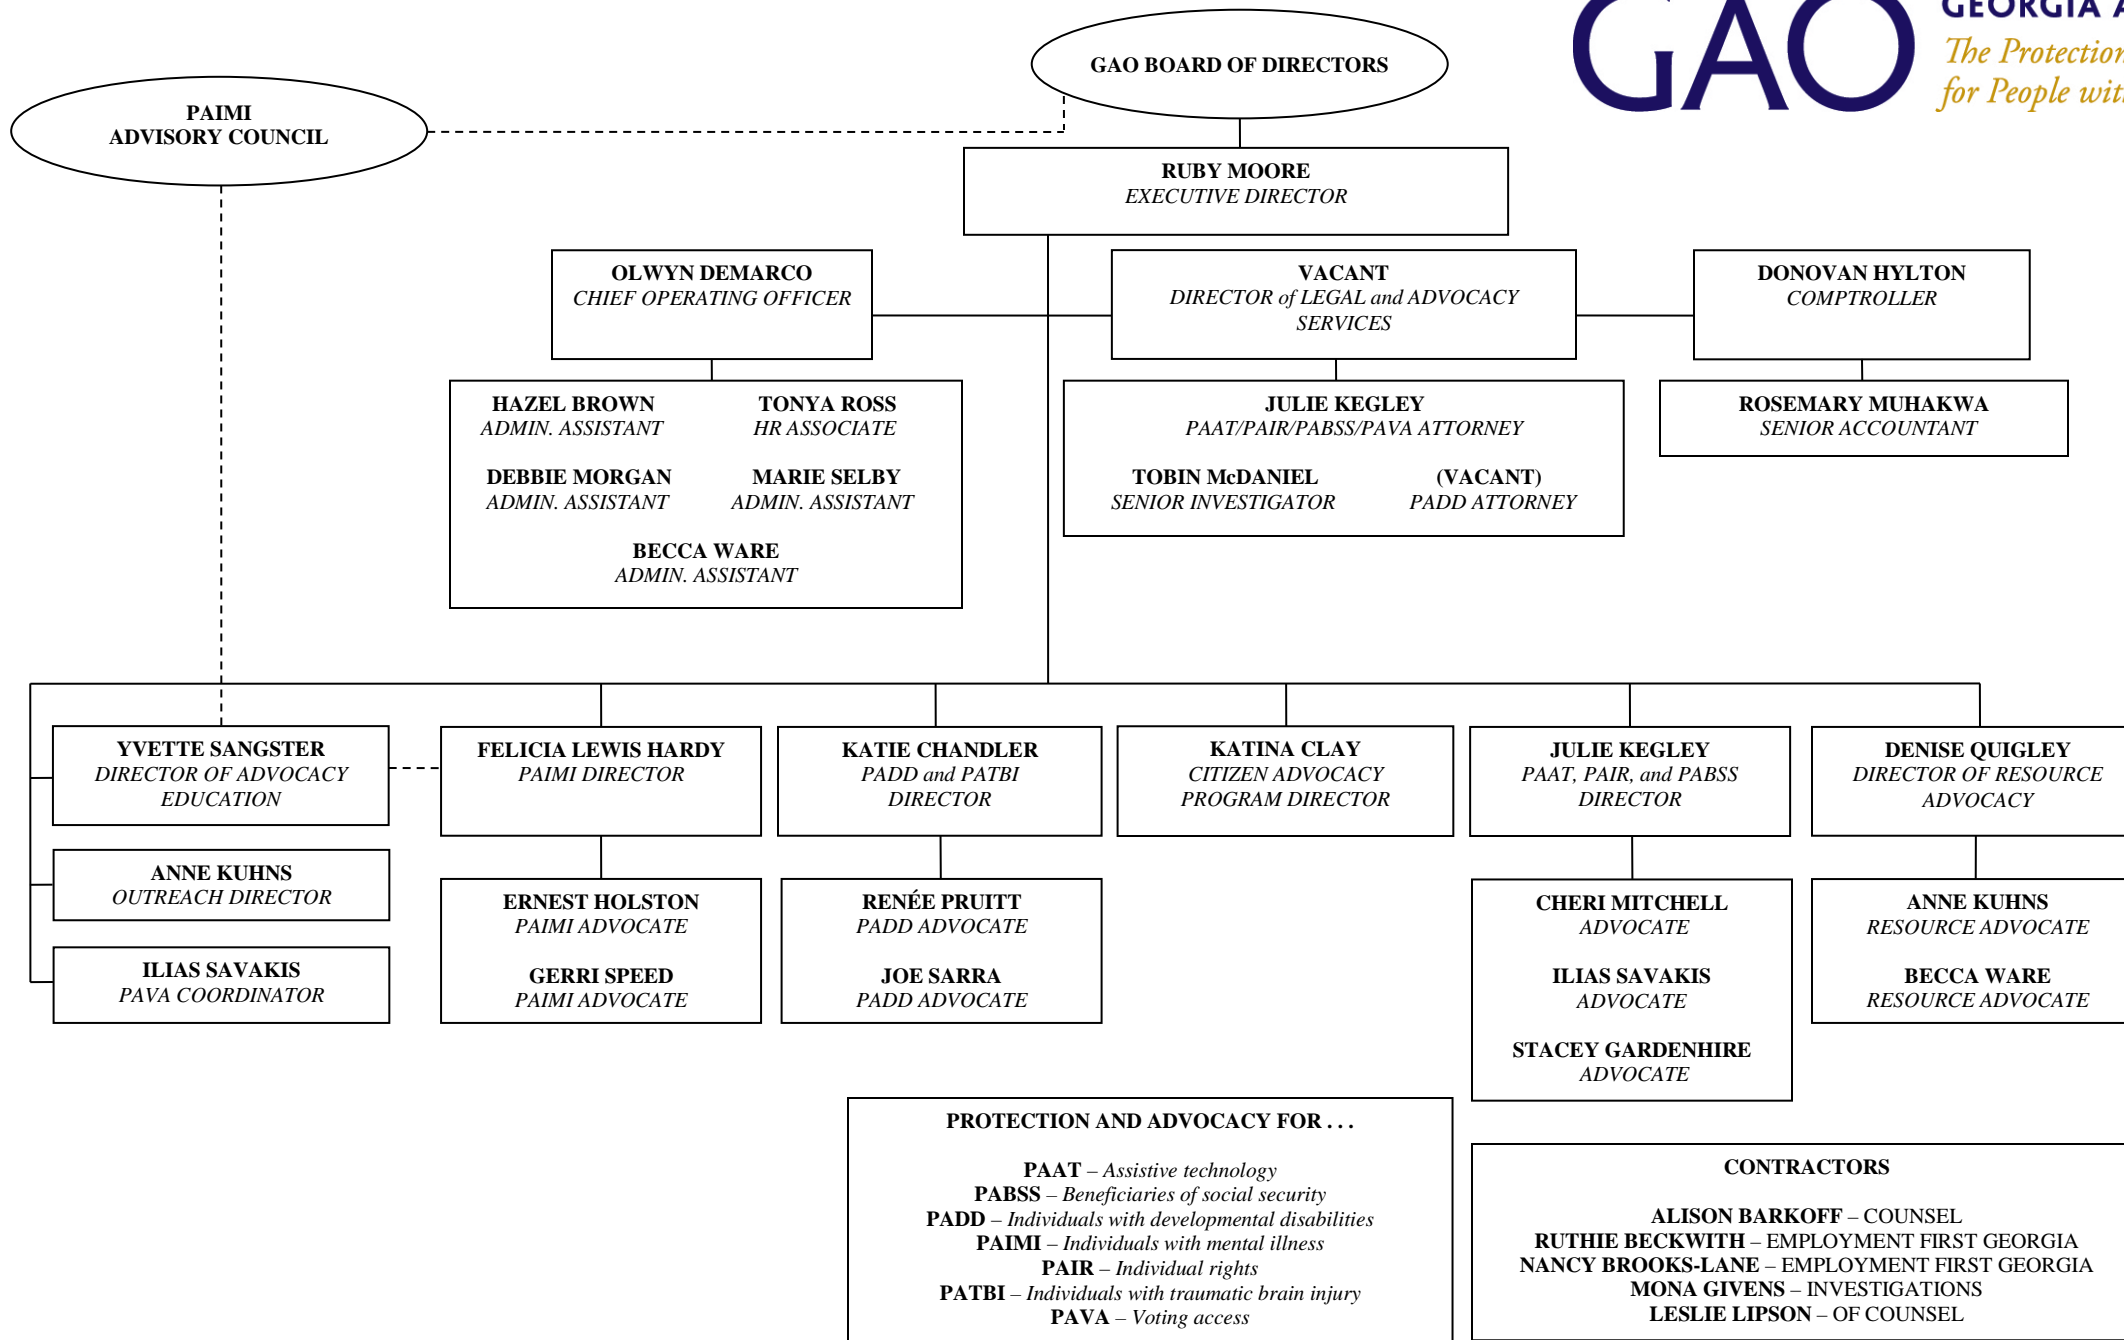 GAO
GEORGIA
The Protection
for People
GAO BOARD OF DIRECTORS
PAIMI
ADVISORY COUNCIL
RUBY MOORE
EXECUTIVE DIRECTOR
OLWYN DEMARCO
CHIEF OPERATING OFFICER
VACANT
DIRECTOR of LEGAL and ADVOCACY
SERVICES
DONOVAN HYLTON
COMPTROLLER
HAZEL BROWN
ADMIN. ASSISTANT
TONYA ROSS
HR ASSOCIATE
DEBBIE MORGAN
ADMIN. ASSISTANT
MARIE SELBY
ADMIN. ASSISTANT
BECCA WARE
ADMIN. ASSISTANT
JULIE KEGLEY
PAAT/PAIR/PABSS/PAVA ATTORNEY
TOBIN McDANIEL
SENIOR INVESTIGATOR
(VACANT)
PADD ATTORNEY
ROSEMARY MUHAKWA
SENIOR ACCOUNTANT
YVETTE SANGSTER
DIRECTOR OF ADVOCACY
EDUCATION
ANNE KUHNS
OUTREACH DIRECTOR
ILIAS SAVAKIS
PAVA COORDINATOR
FELICIA LEWIS HARDY
PAIMI DIRECTOR
ERNEST HOLSTON
PAIMI ADVOCATE
GERRI SPEED
PAIMI ADVOCATE
KATIE CHANDLER
PADD and PATBI
DIRECTOR
RENÉE PRUITT
PADD ADVOCATE
JOE SARRA
PADD ADVOCATE
KATINA CLAY
CITIZEN ADVOCACY
PROGRAM DIRECTOR
JULIE KEGLEY
PAAT, PAIR, and PABSS
DIRECTOR
CHERI MITCHELL
ADVOCATE
ILIAS SAVAKIS
ADVOCATE
STACEY GARDENHIRE
ADVOCATE
DENISE QUIGLEY
DIRECTOR OF RESOURCE
ADVOCACY
ANNE KUHNS
RESOURCE ADVOCATE
BECCA WARE
RESOURCE ADVOCATE
PROTECTION AND ADVOCACY FOR . . .
PAAT – Assistive technology
PABSS – Beneficiaries of social security
PADD – Individuals with developmental disabilities
PAIMI – Individuals with mental illness
PAIR – Individual rights
PATBI – Individuals with traumatic brain injury
PAVA – Voting access
CONTRACTORS
ALISON BARKOFF – COUNSEL
RUTHIE BECKWITH – EMPLOYMENT FIRST GEORGIA
NANCY BROOKS-LANE – EMPLOYMENT FIRST GEORGIA
MONA GIVENS – INVESTIGATIONS
LESLIE LIPSON – OF COUNSEL